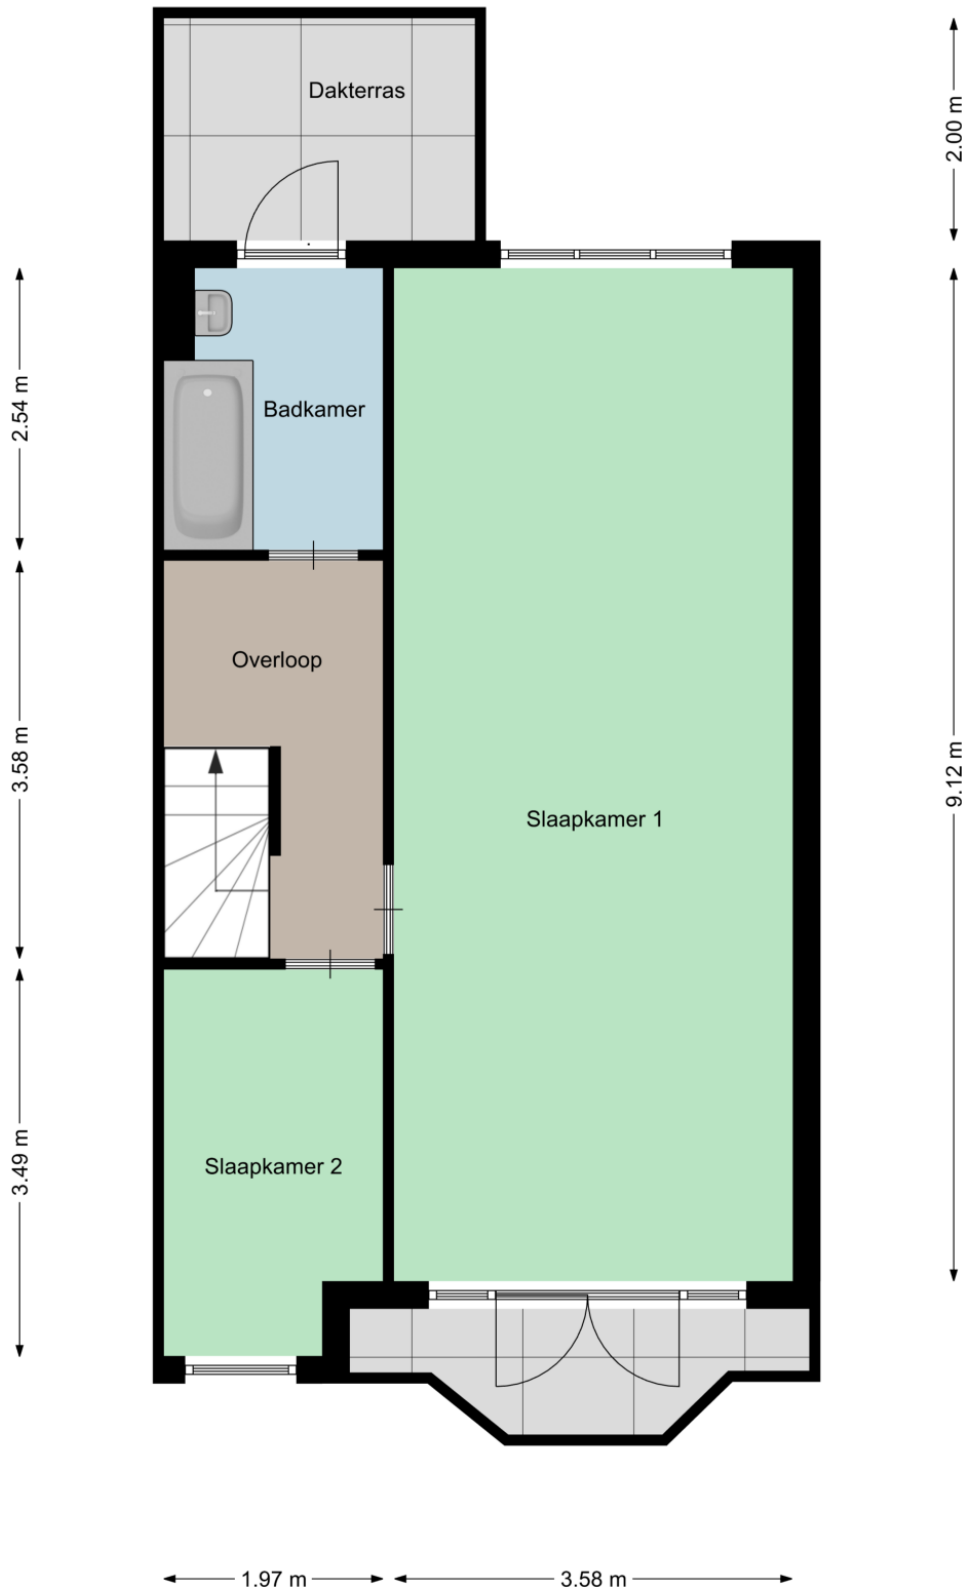 Dakterras
2.00 m
2.54 m
Badkamer
Overloop
3.58 m
9.12 m
Slaapkamer 1
3.49 m
Slaapkamer 2
1.97 m
3.58 m